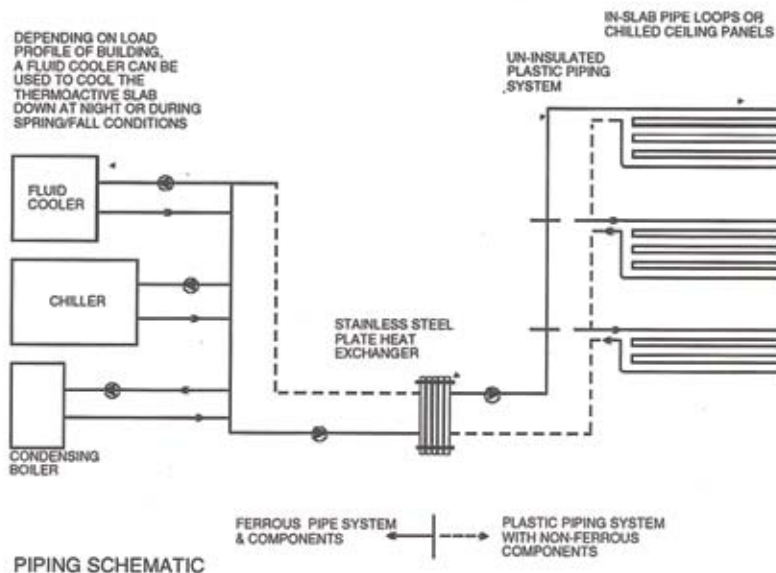 DEPENDING ON LOAD
PROFILE OF BUILDING,
A FLUID COOLER CAN BE
USED TO COOL THE
THERMOACTIVE SLAB
DOWN AT NIGHT OR DURING
SPRING/FALL CONDITIONS
IN-SLAB PIPE LOOPS OR
CHILLED CEILING PANELS
UN-INSULATED
PLASTIC PIPING
SYSTEM
FLUID
COOLER
CHILLER
STAINLESS STEEL
PLATE HEAT
EXCHANGER
CONDENSING
BOILER
FERROUS PIPE SYSTEM
& COMPONENTS
PLASTIC PIPING SYSTEM
WITH NON-FERROUS
COMPONENTS
PIPING SCHEMATIC